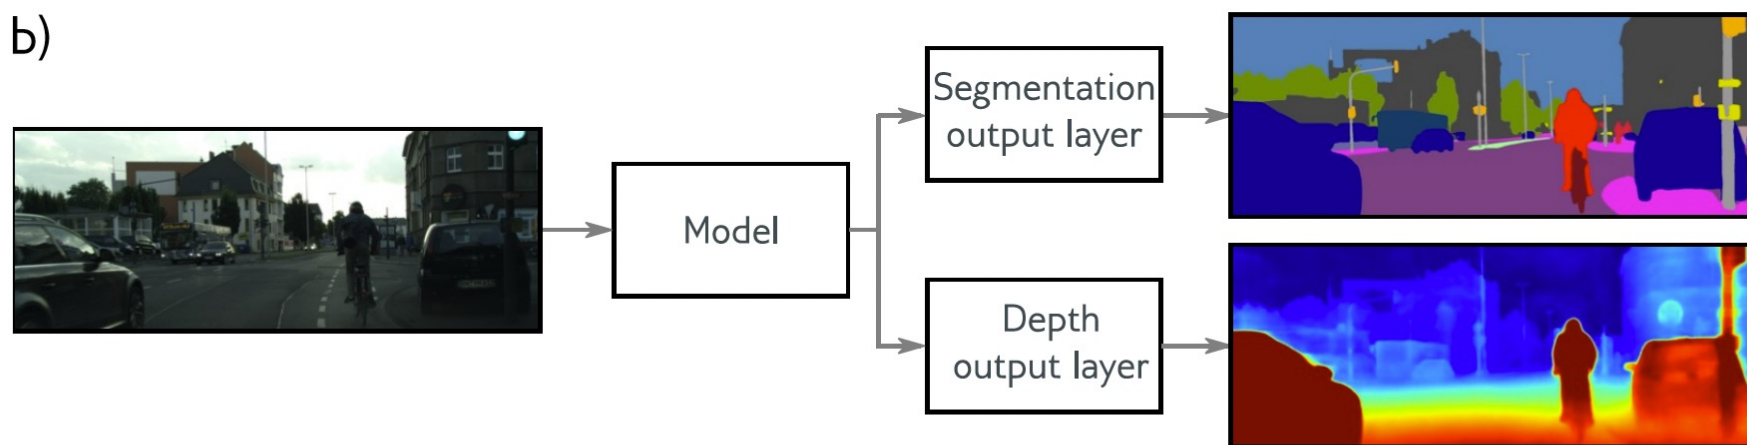 b)
Model
Segmentation
output layer
Depth
output layer